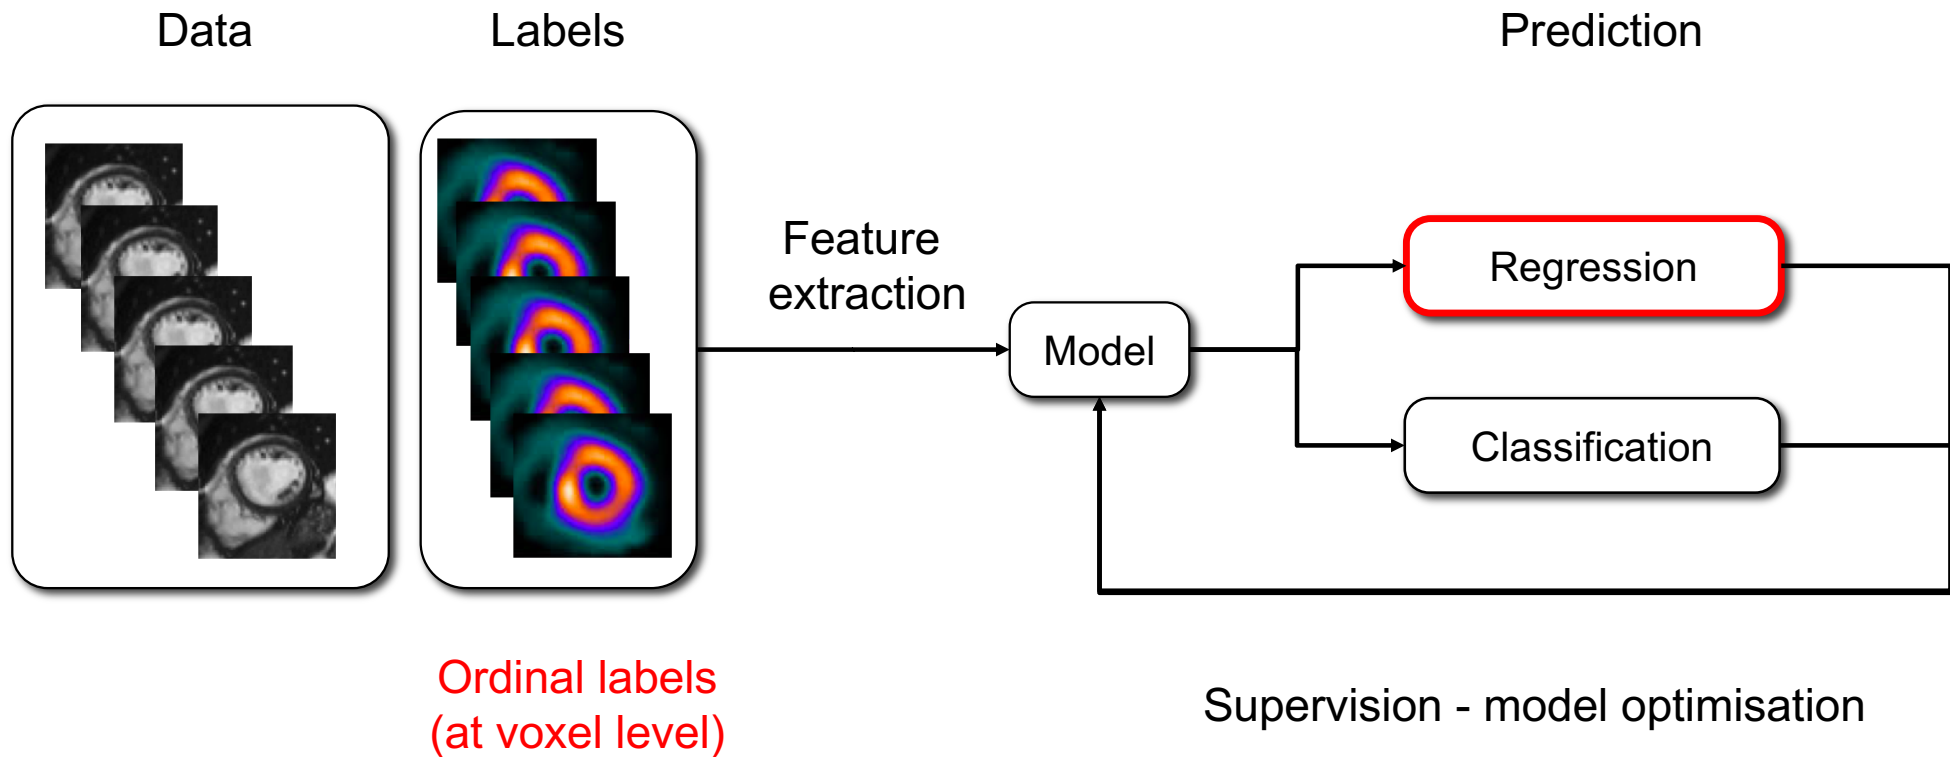 Data
Labels
Prediction
Feature
extraction
Model
Regression
Classification
Ordinal labels
(at voxel level)
Supervision - model optimisation